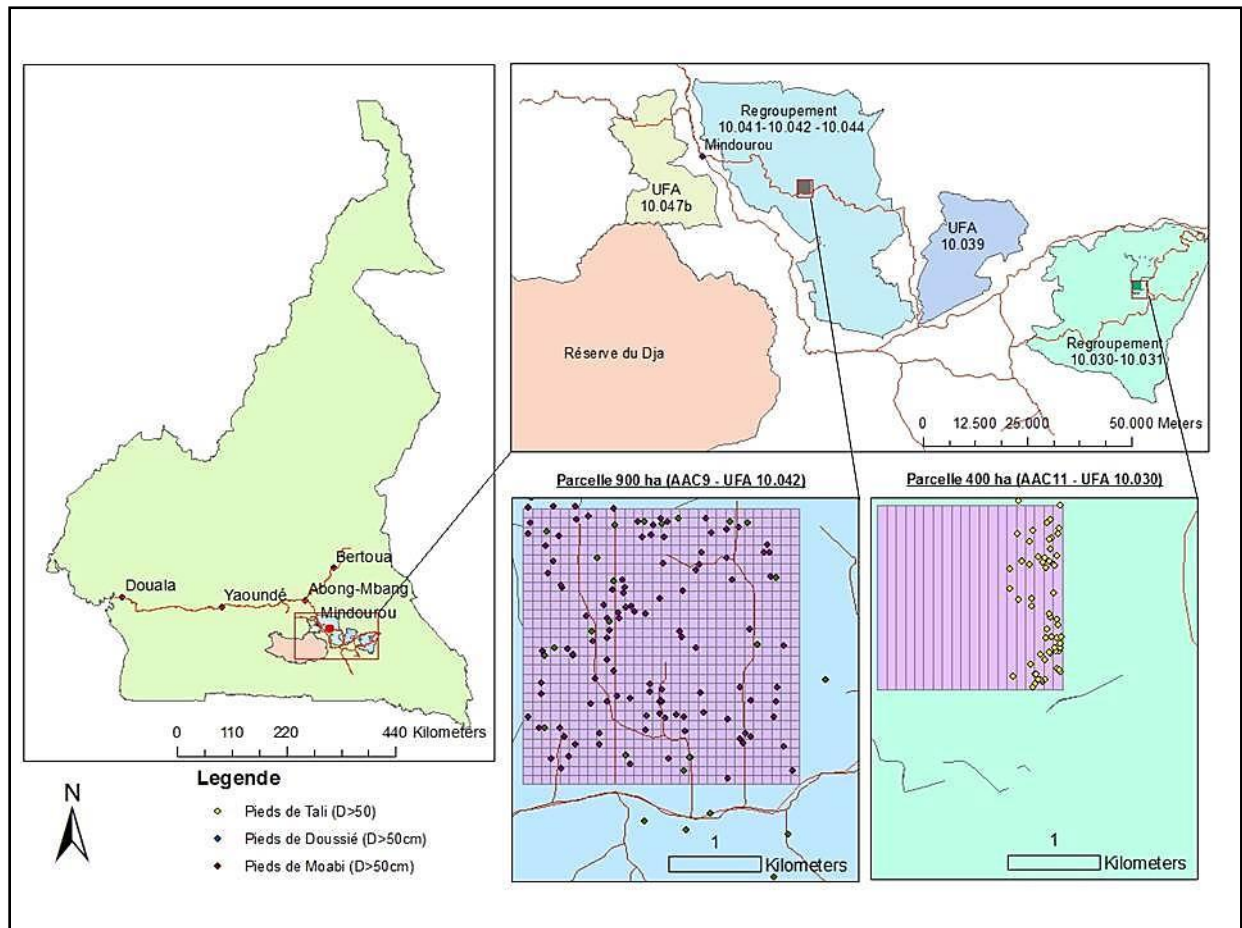 Bertoua
Douala
Yaoundé
Abong-Mbang
Mindourou
0 110 220 440 Kilometers
N
Legende
Pieds de Tali (D>50)
Pieds de Doussié (D>50cm)
Pieds de Moabi (D>50cm)
Regroupement
10.041-10.042 -10.044
Mindourou
UFA
10.047b
UFA
10.039
Réserve du Dja
Regroupement
10.030-10.031
0 12.500 25.000 50.000 Meters
Parcelle 900 ha (AAC9 - UFA 10.042)
1
Kilometers
Parcelle 400 ha (AAC11 - UFA 10.030)
1
Kilometers